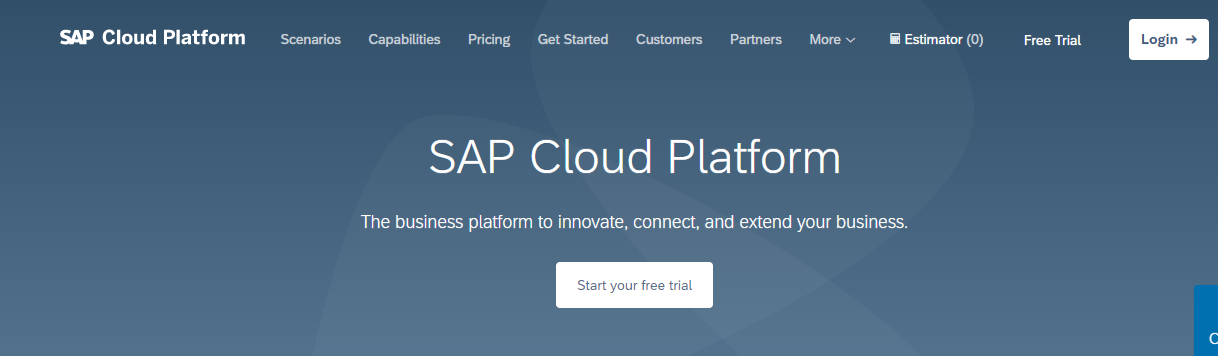 SAP Cloud Platform Scenarios Capabilities Pricing Get Started Customers Partners More Estimator (0) Free Trial Login →
SAP Cloud Platform
The business platform to innovate, connect, and extend your business.
Start your free trial